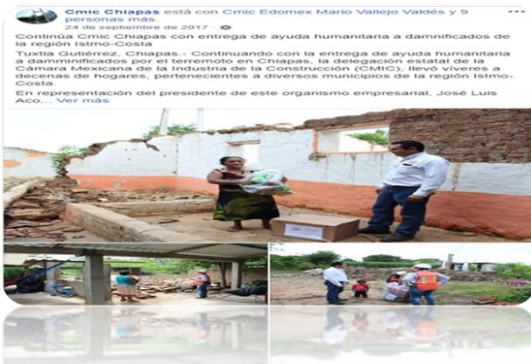 Cmic Chiapas está con Cmic Edomex Mario Vallejo Valdés y 9
personas más.
24 de septiembre de 2017 ·
Continúa Cmic Chiapas con entrega de ayuda humanitaria a damnificados de
la región Istmo-Costa
Tuxtla Gutiérrez, Chiapas.- Continuando con la entrega de ayuda humanitaria
a damnnificados por el terremoto en Chiapas, la delegación estatal de la
Cámara Mexicana de la Industria de la Construcción (CMIC), llevó víveres a
decenas de hogares, pertenecientes a diversos municipios de la región Istmo-
Costa.
En representación del presidente de este organismo empresarial, José Luis
Aco... Ver más